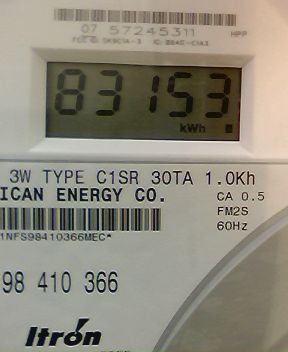 07 57245311 HPP
83153
kWh
3W TYPE C1SR 30TA 1.0Kh
ICAN ENERGY CO. CA 0.5
FM2S
1NFS98410366MEC* 60Hz
98 410 366
Itron